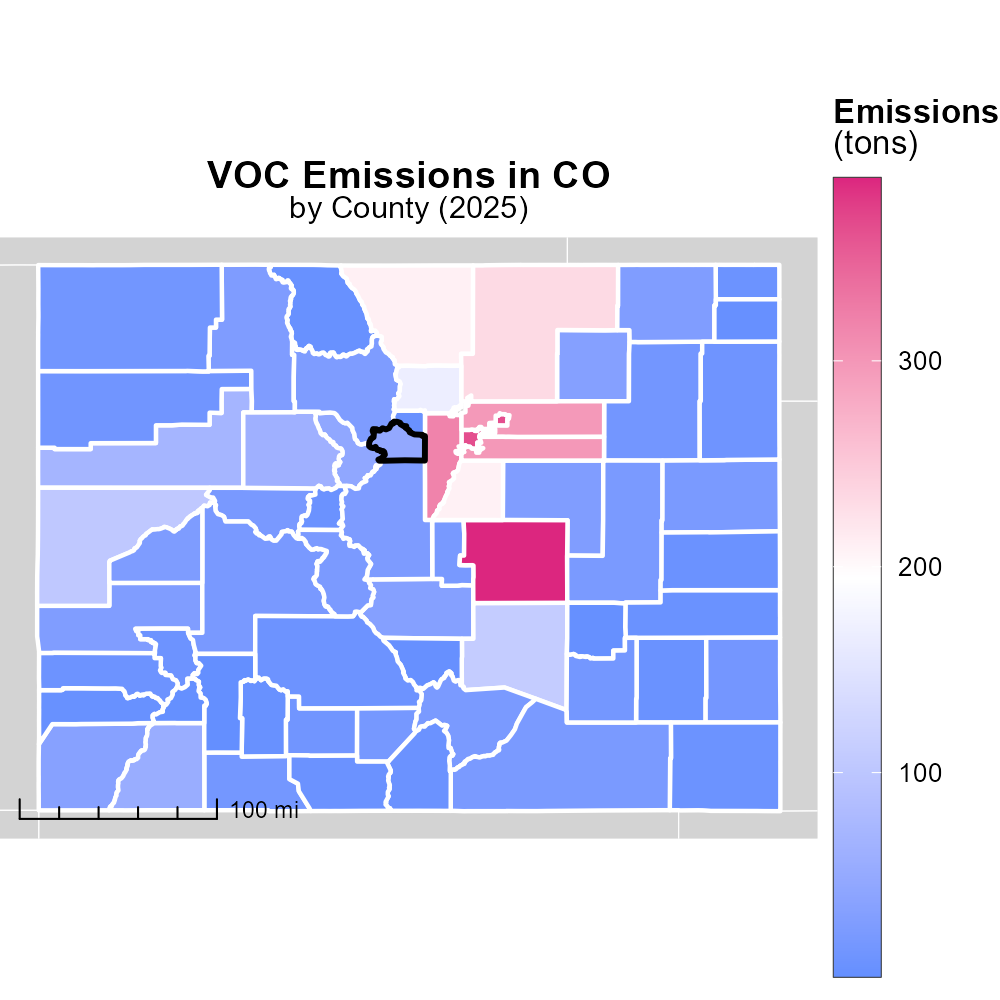 VOC Emissions in CO
by County (2025)
Emissions
(tons)
300
200
100
100 mi